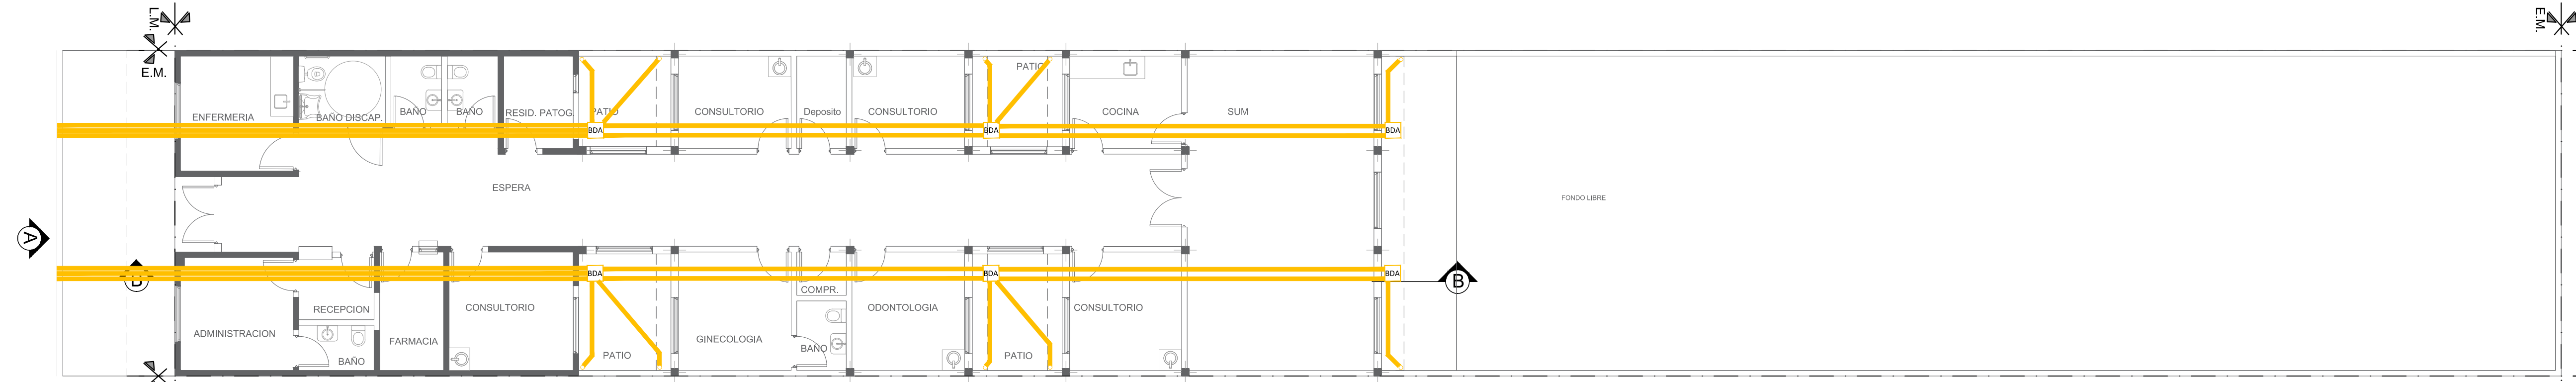 L.M.
E.M.
E.M.
PATIO
ENFERMERIA
BAÑO DISCAP.
BAÑO
BAÑO
RESID. PATOG.
PATIO
CONSULTORIO
Deposito
CONSULTORIO
COCINA
SUM
BDA
BDA
BDA
ESPERA
FONDO LIBRE
A
BDA
BDA
BDA
B
B
COMPR.
RECEPCION
CONSULTORIO
ODONTOLOGIA
CONSULTORIO
ADMINISTRACION
FARMACIA
GINECOLOGIA
BAÑO
BAÑO
PATIO
PATIO